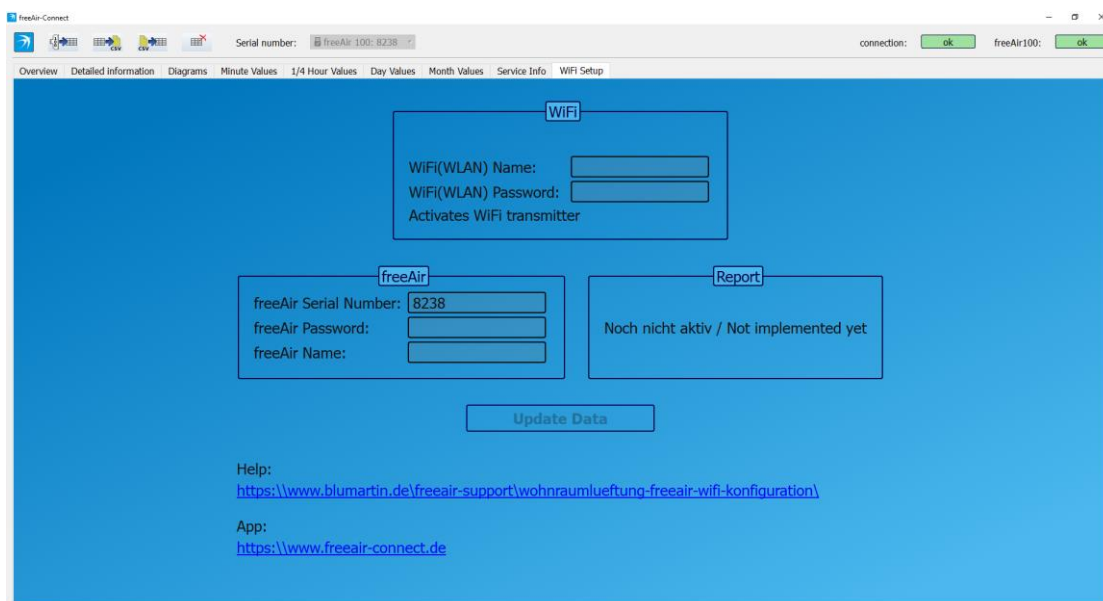 freeAir-Connect
CSV CSV Serial number: freeAir 100: 8238 connection: ok freeAir100: ok
Overview Detailed information Diagrams Minute Values 1/4 Hour Values Day Values Month Values Service Info WiFi Setup
WiFi
WiFi(WLAN) Name:
WiFi(WLAN) Password:
Activates WiFi transmitter
freeAir
freeAir Serial Number: 8238
freeAir Password:
freeAir Name:
Report
Noch nicht aktiv / Not implemented yet
Update Data
Help:
https:\\www.blumartin.de\freeair-support\wohnraumlueftung-freeair-wifi-konfiguration\
App:
https:\\www.freeair-connect.de